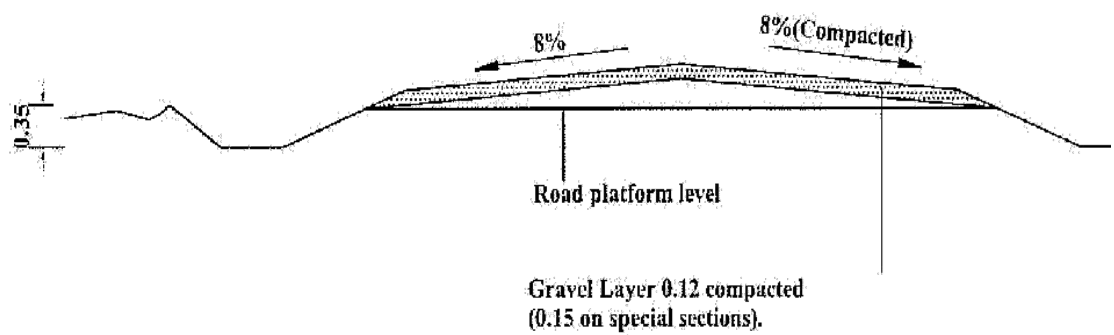 8%
8%(Compacted)
0.35
Road platform level
Gravel Layer 0.12 compacted
(0.15 on special sections).